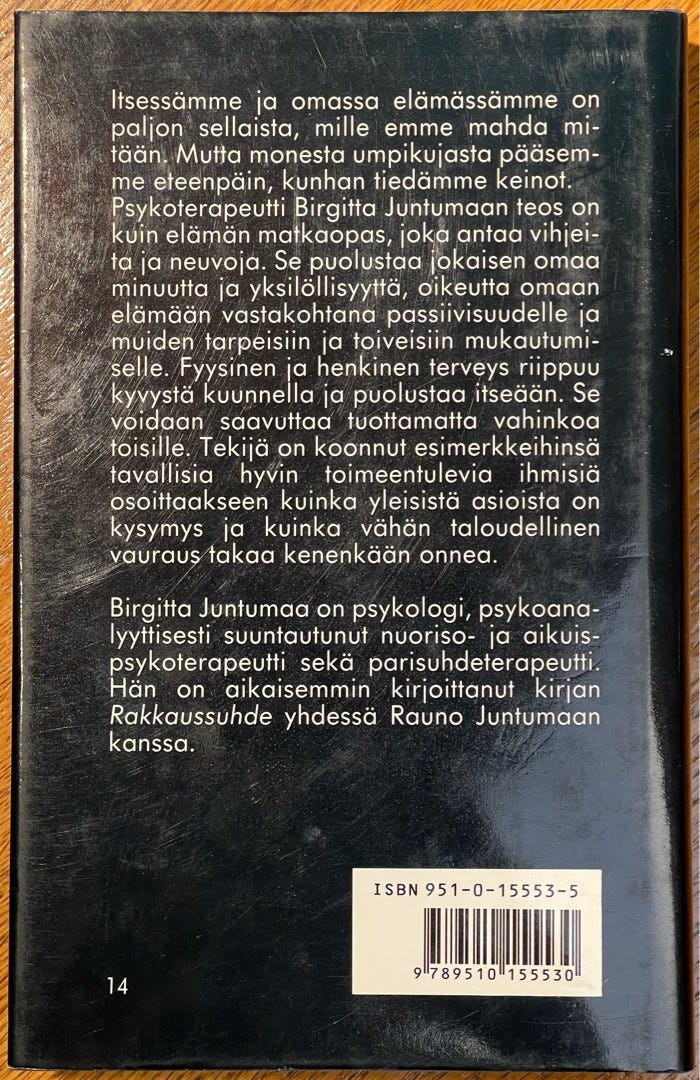 Itsessämme ja omassa elämässämme on
paljon sellaista, mille emme mahda mi-
tään. Mutta monesta umpikujasta pääsem-
me eteenpäin, kunhan tiedämme keinot.
Psykoterapeutti Birgitta Juntumaan teos on
kuin elämän matkaopas, joka antaa vihjei-
ta ja neuvoja. Se puolustaa jokaisen omaa
minuutta ja yksilöllisyyttä, oikeutta omaan
elämään vastakohtana passiivisuudelle ja
muiden tarpeisiin ja toiveisiin mukautumi-
selle. Fyysinen ja henkinen terveys riippuu
kyvystä kuunnella ja puolustaa itseään. Se
voidaan saavuttaa tuottamatta vahinkoa
toisille. Tekijä on koonnut esimerkkeihinsä
tavallisia hyvin toimeentulevia ihmisiä
osoittaakseen kuinka yleisistä asioista on
kysymys ja kuinka vähän taloudellinen
vauraus takaa kenenkään onnea.
Birgitta Juntumaa on psykologi, psykoana-
lyyttisesti suuntautunut nuoriso- ja aikuis-
psykoterapeutti sekä parisuhdeterapeutti.
Hän on aikaisemmin kirjoittanut kirjan
Rakkaussuhde yhdessä Rauno Juntumaan
kanssa.
ISBN 951-0-15553-5
9 789510 155530
14